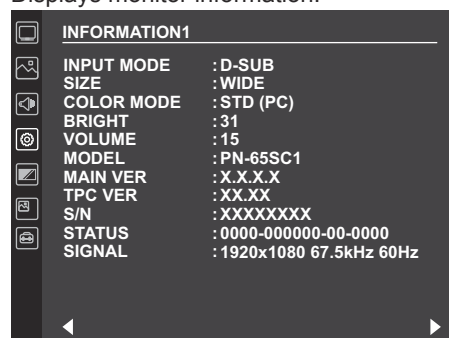 Displays monitor information.
INFORMATION1
INPUT MODE : D-SUB
SIZE : WIDE
COLOR MODE : STD (PC)
BRIGHT : 31
VOLUME : 15
MODEL : PN-65SC1
MAIN VER : X.X.X.X
TPC VER : XX.XX
S/N : XXXXXXXX
STATUS : 0000-000000-00-0000
SIGNAL : 1920x1080 67.5kHz 60Hz